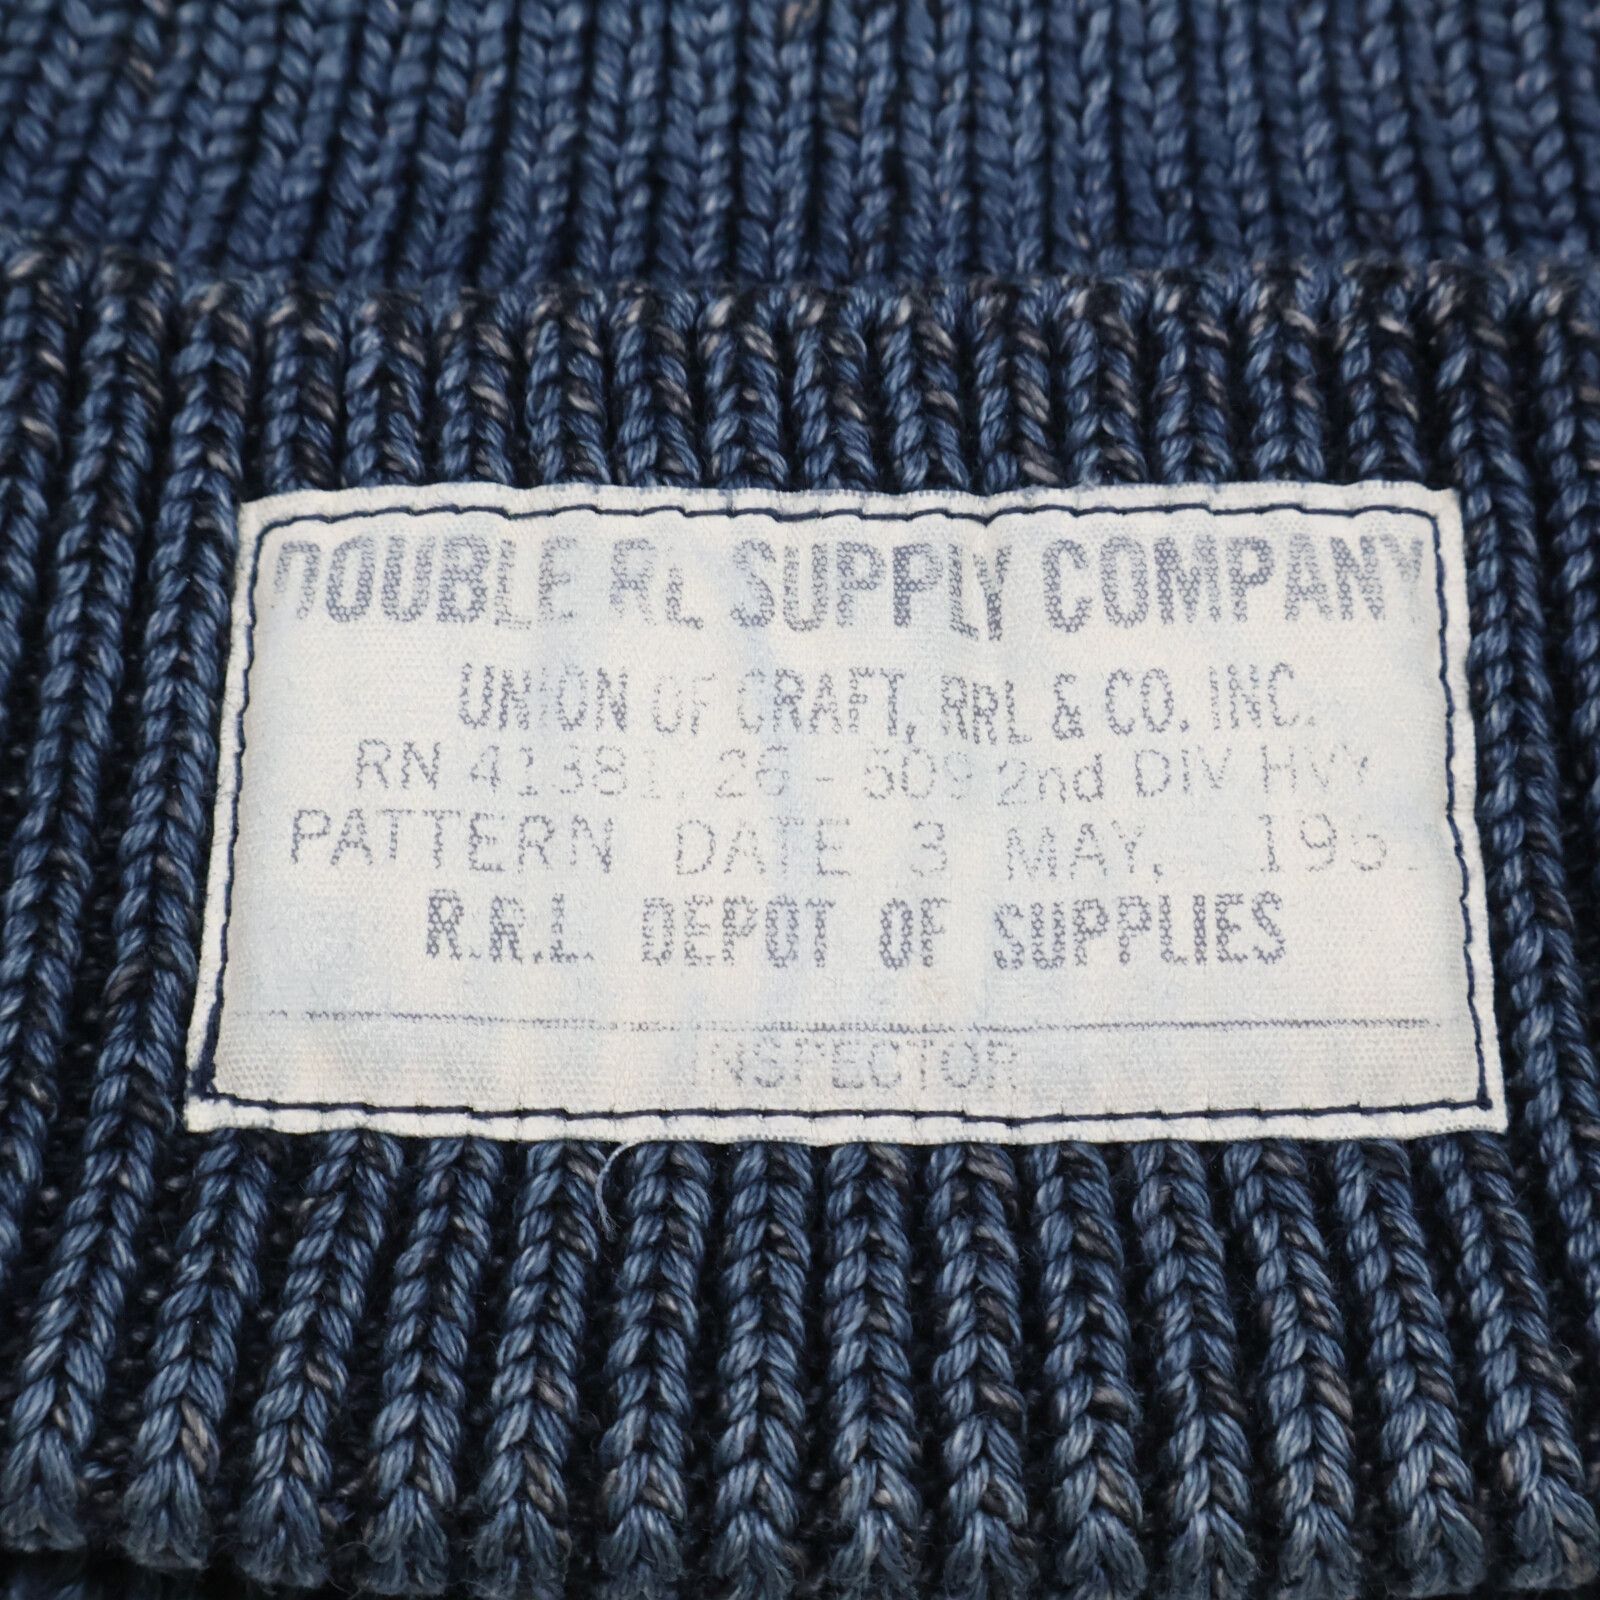 DOUBLE RL SUPPLY COMPANY
UNION OF CRAFT, RRL & CO. INC.
RN 41381. 26 - 509 2nd DIV HW
PATTERN DATE 3 MAY.
R.R.L. DEPOT OF SUPPLIES
INSPECTOR